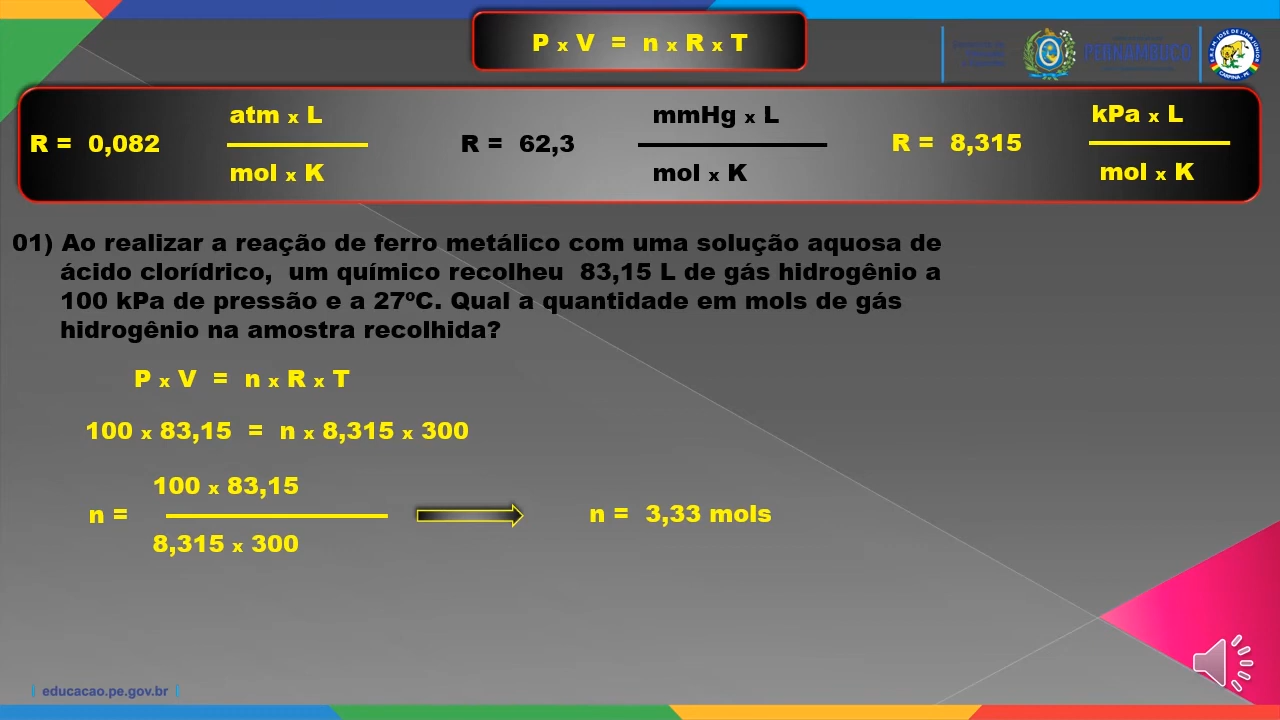 P x V = n x R x T
PERNAMBUCO
R = 0,082 atm x L
mol x K
R = 62,3 mmHg x L
mol x K
R = 8,315 kPa x L
mol x K
01) Ao realizar a reação de ferro metálico com uma solução aquosa de
ácido clorídrico, um químico recolheu 83,15 L de gás hidrogênio a
100 kPa de pressão e a 27ºC. Qual a quantidade em mols de gás
hidrogênio na amostra recolhida?
P x V = n x R x T
100 x 83,15 = n x 8,315 x 300
100 x 83,15
n =
8,315 x 300
n = 3,33 mols
educacao.pe.gov.br